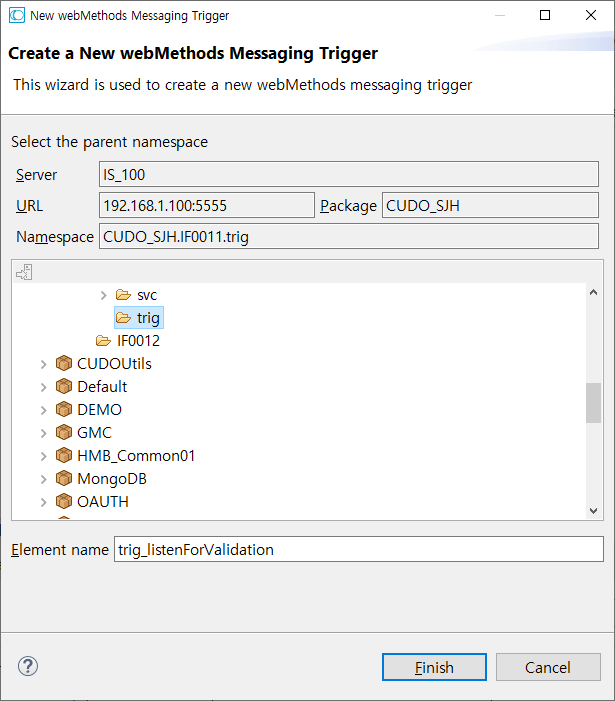 New webMethods Messaging Trigger
Create a New webMethods Messaging Trigger
This wizard is used to create a new webMethods messaging trigger
Select the parent namespace
Server IS_100
URL 192.168.1.100:5555 Package CUDO_SJH
Namespace CUDO_SJH.IF0011.trig
svc
trig
IF0012
CUDOUtils
Default
DEMO
GMC
HMB_Common01
MongoDB
OAUTH
Element name trig_listenForValidation
? Finish Cancel